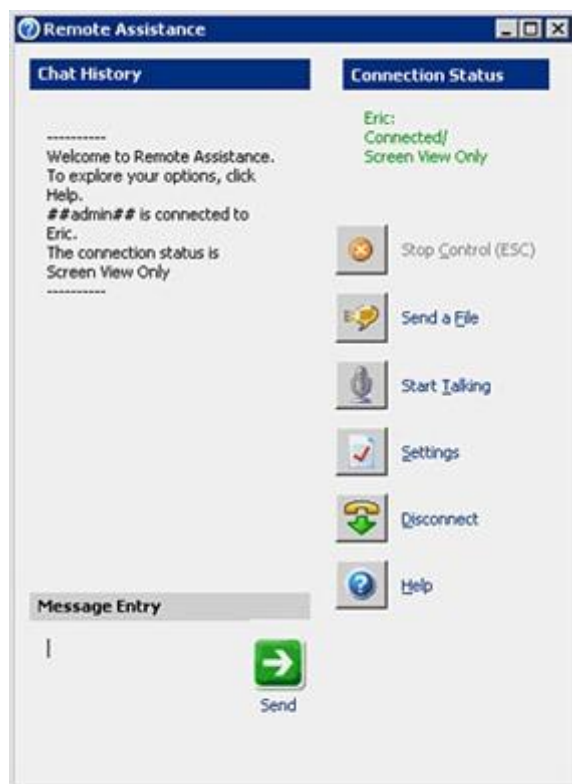 Remote Assistance
Chat History
----------
Welcome to Remote Assistance.
To explore your options, click
Help.
##admin## is connected to
Eric.
The connection status is
Screen View Only
----------
Message Entry
Send
Connection Status
Eric:
Connected/
Screen View Only
Stop Control (ESC)
Send a File
Start Talking
Settings
Disconnect
Help